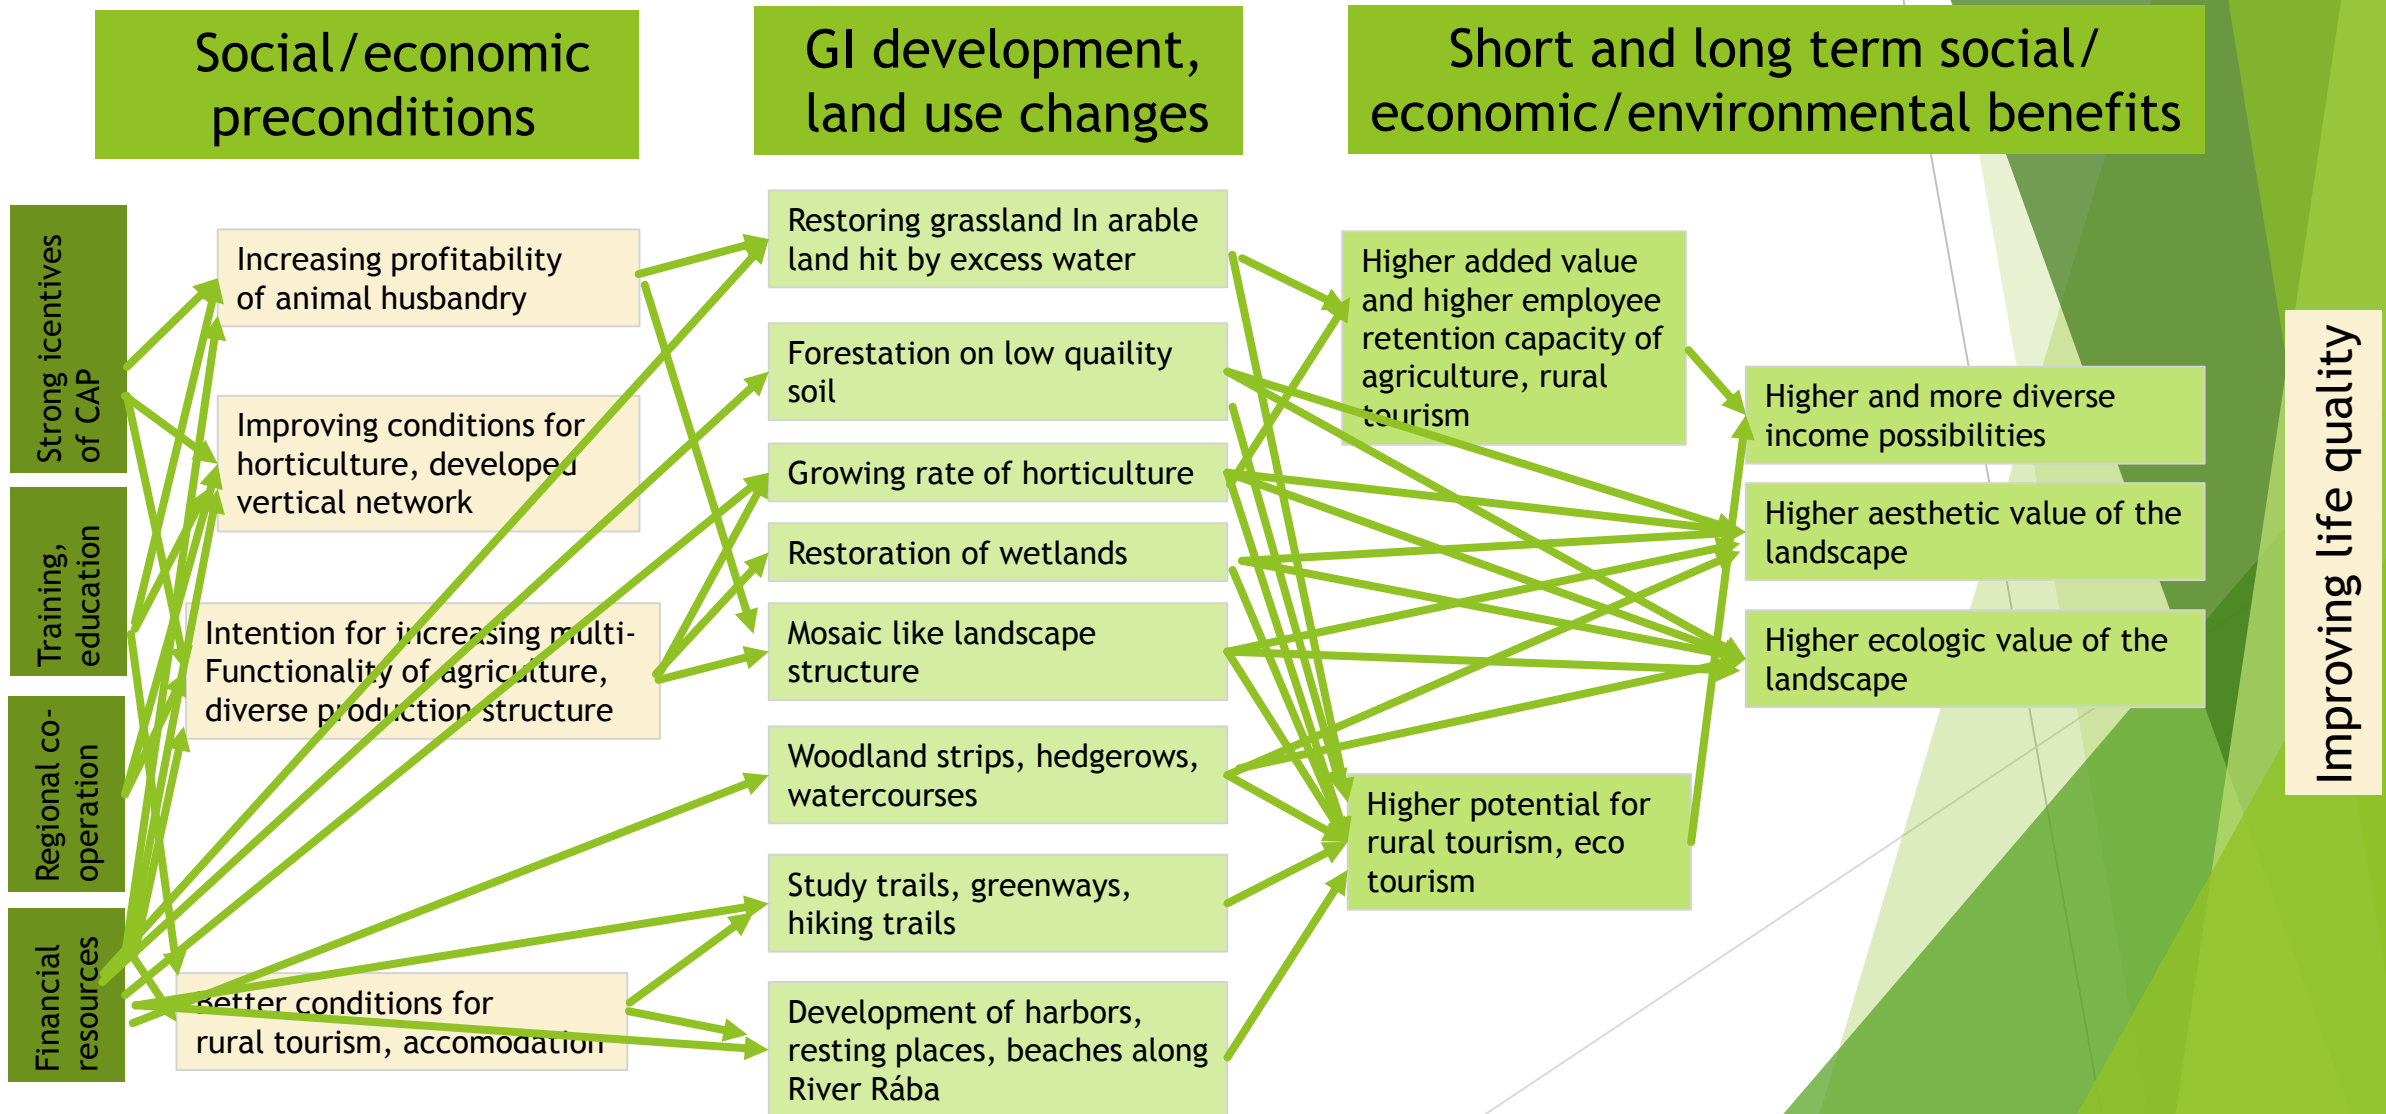 Social/economic
preconditions
GI development,
land use changes
Short and long term social/
economic/environmental benefits
Strong icentives
of CAP
Training,
education
Regional co-
operation
Financial
resources
Increasing profitability
of animal husbandry
Improving conditions for
horticulture, developed
vertical network
Intention for increasing multi-
Functionality of agriculture,
diverse production structure
Better conditions for
rural tourism, accomodation
Restoring grassland In arable
land hit by excess water
Forestation on low quaility
soil
Growing rate of horticulture
Restoration of wetlands
Mosaic like landscape
structure
Woodland strips, hedgerows,
watercourses
Study trails, greenways,
hiking trails
Development of harbors,
resting places, beaches along
River Rába
Higher added value
and higher employee
retention capacity of
agriculture, rural
tourism
Higher potential for
rural tourism, eco
tourism
Higher and more diverse
income possibilities
Higher aesthetic value of the
landscape
Higher ecologic value of the
landscape
Improving life quality